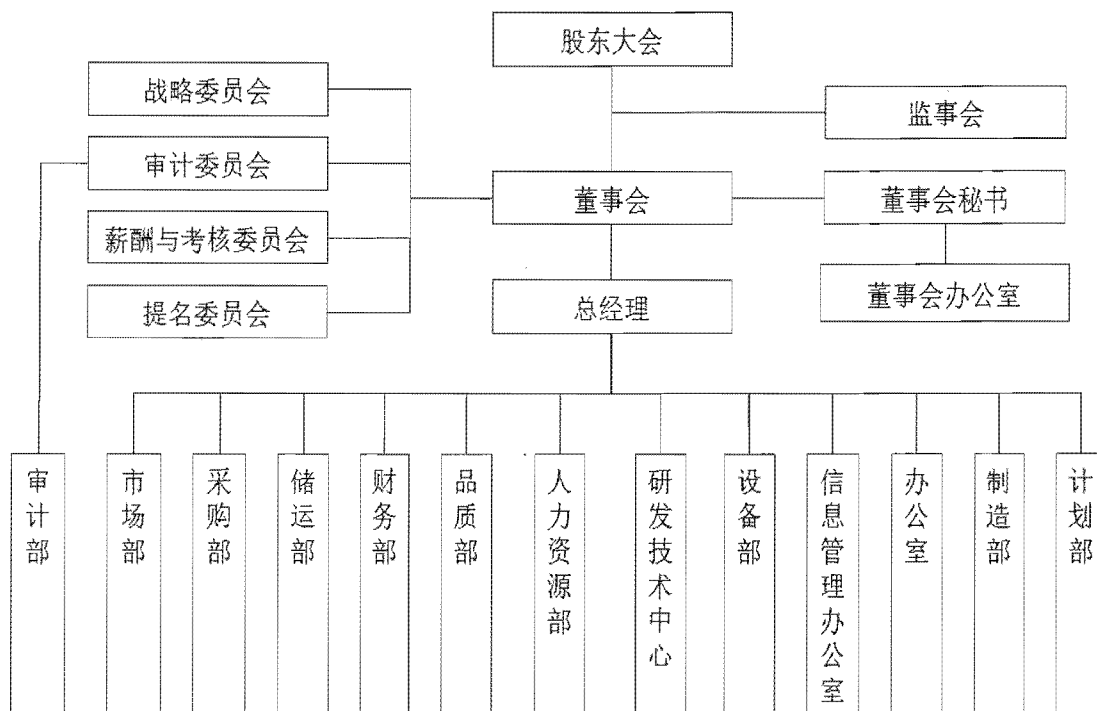 股东大会
战略委员会
监事会
审计委员会
董事会
董事会秘书
薪酬与考核委员会
提名委员会
总经理
董事会办公室
审计部
市场部
采购部
储运部
财务部
品质部
人力资源部
研发技术中心
设备部
信息管理办公室
办公室
制造部
计划部